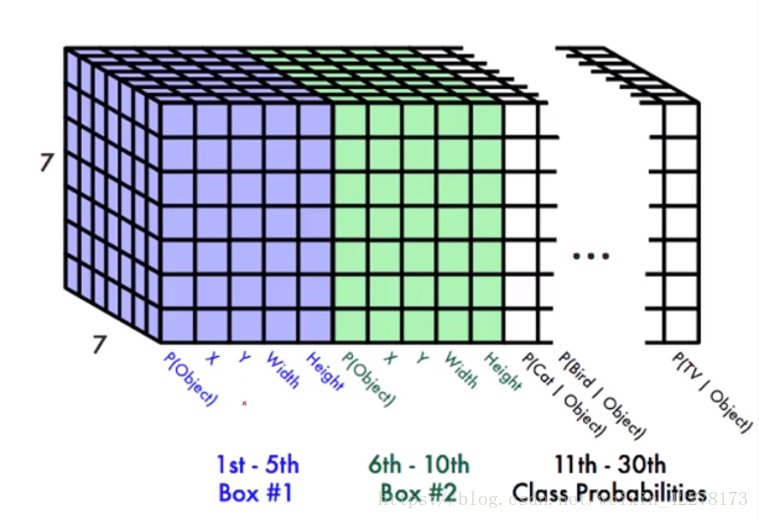 7
7
P(Object)
X
Y
Width
Height
P(Object)
X
Y
Width
Height
P(Cat | Object)
P(Bird | Object)
...
P(TV | Object)
1st - 5th
Box #1
6th - 10th
Box #2
11th - 30th
Class Probabilities